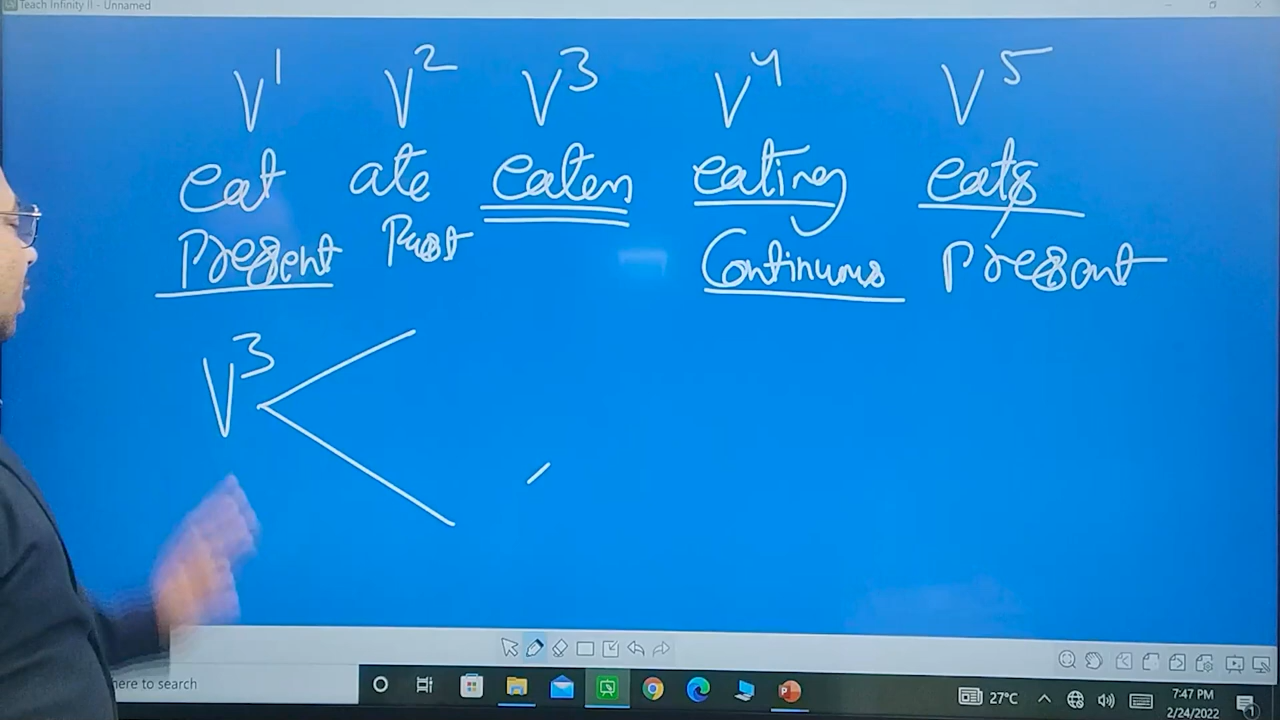 Teach Infinity II - Unnamed
V1 V2 V3 V4 V5
eat ate eaten eating eats
Present Past Continuous Present
V3
here to search
27°C
7:47 PM
2/24/2022
1